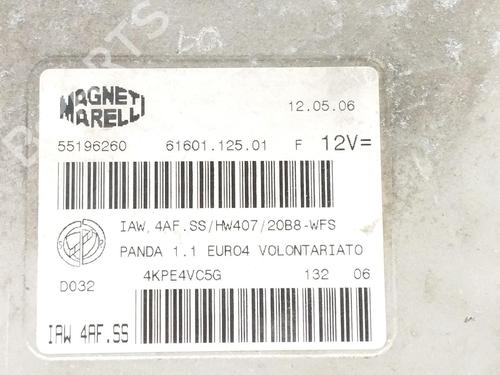 MAGNETI
MARELLI
12.05.06
55196260 61601.125.01 F 12V=
IAW.4AF.SS/HW407/20B8-WFS
PANDA 1.1 EURO4 VOLONTARIATO
4KPE4VC5G 132 06
D032
IAW 4AF.SS